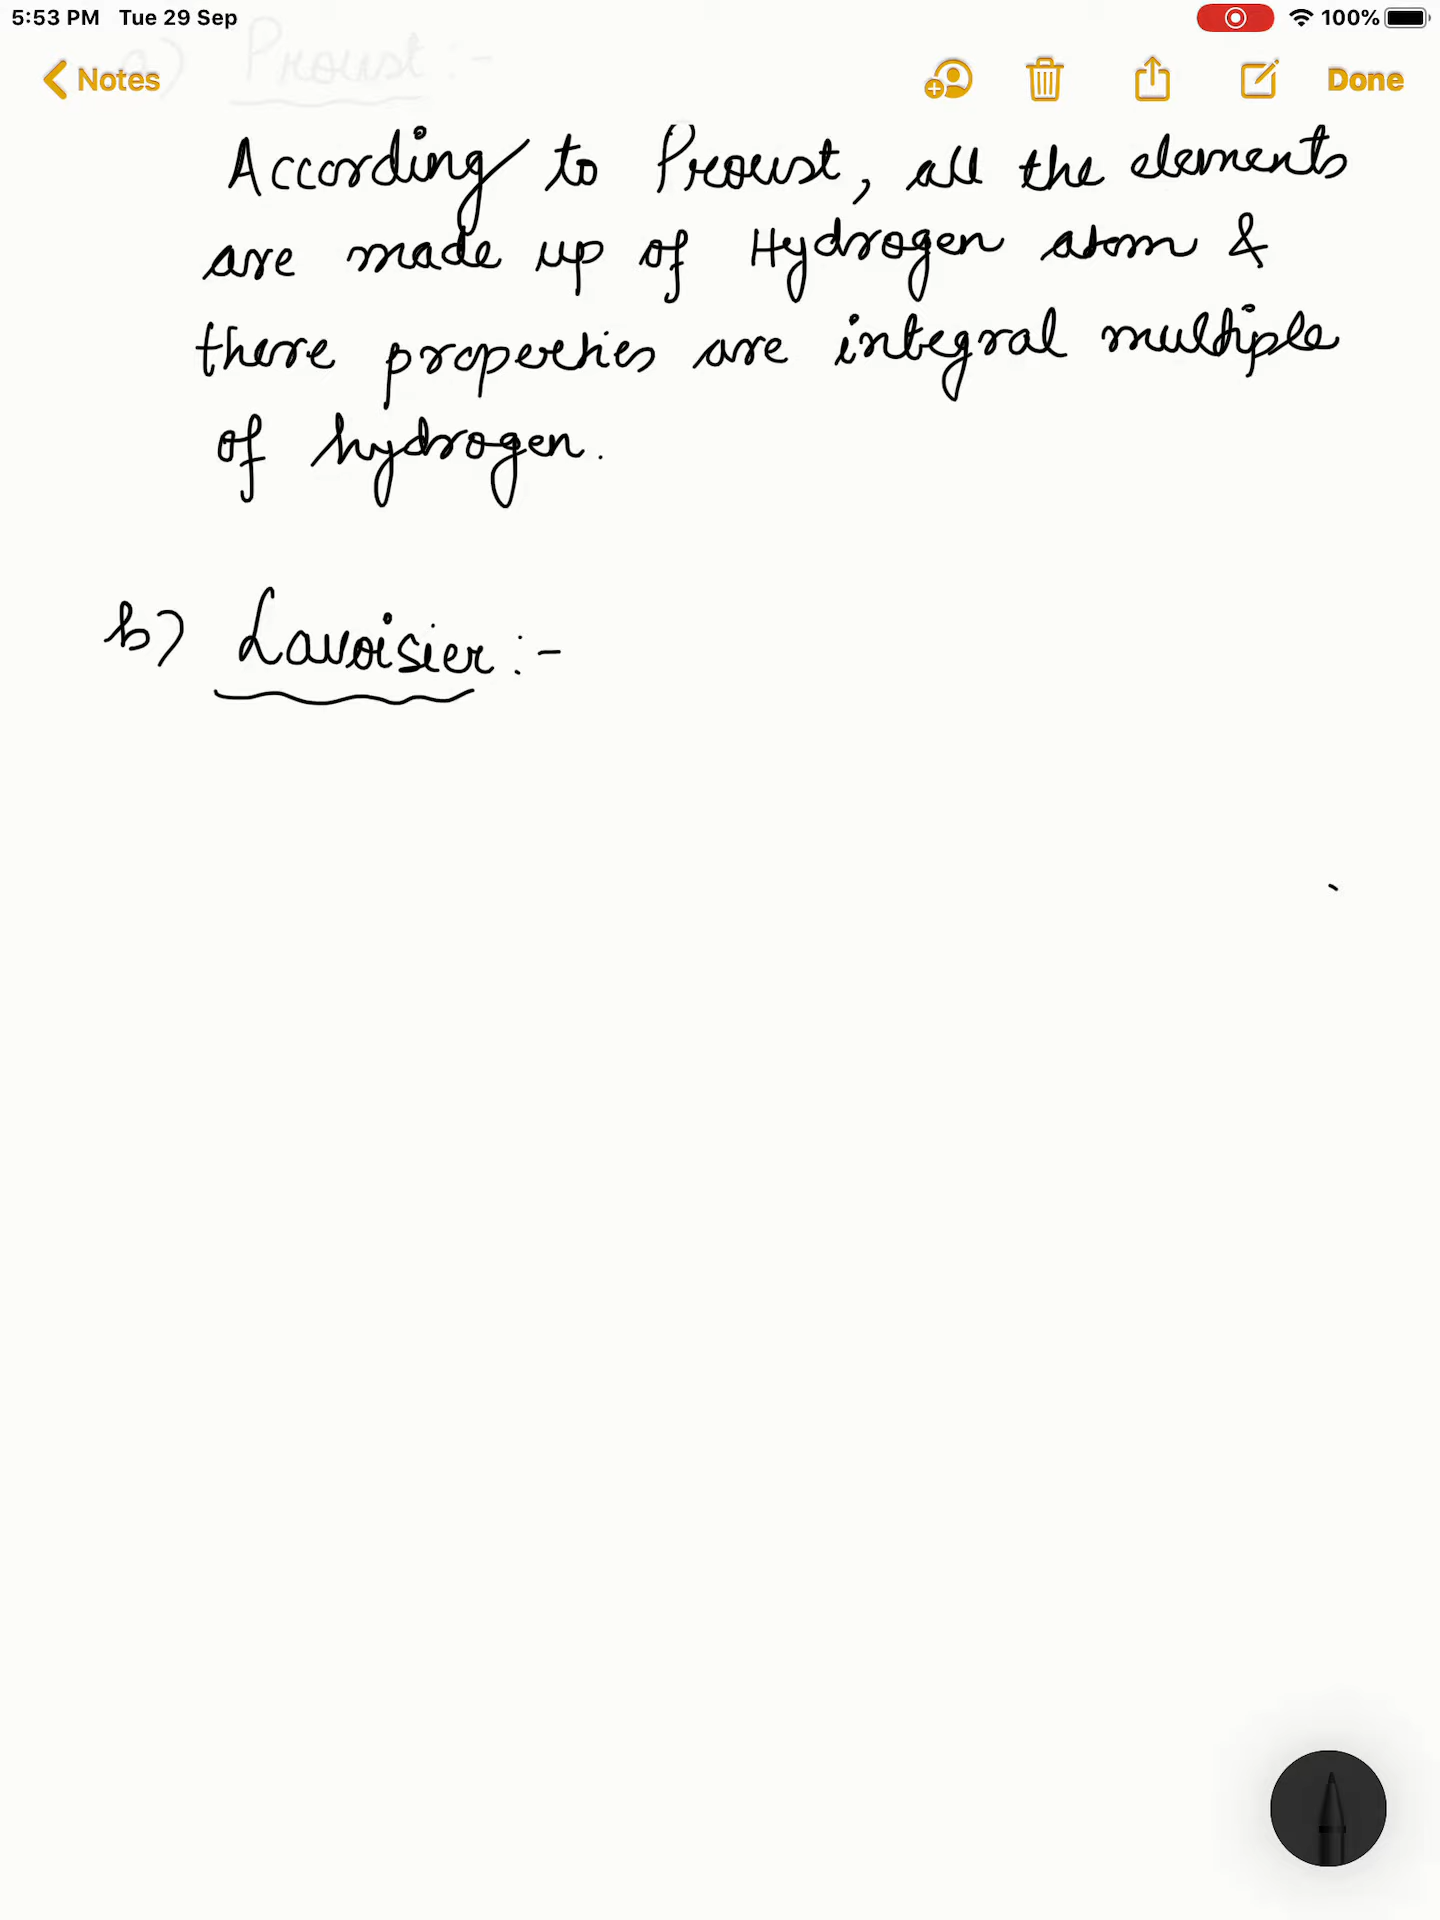 5:53 PM Tue 29 Sep
100%
a) Proust :-
Notes
Done
According to Proust, all the elements
are made up of Hydrogen atom &
there properties are integral multiple
of hydrogen.
b) Lavoisier :-